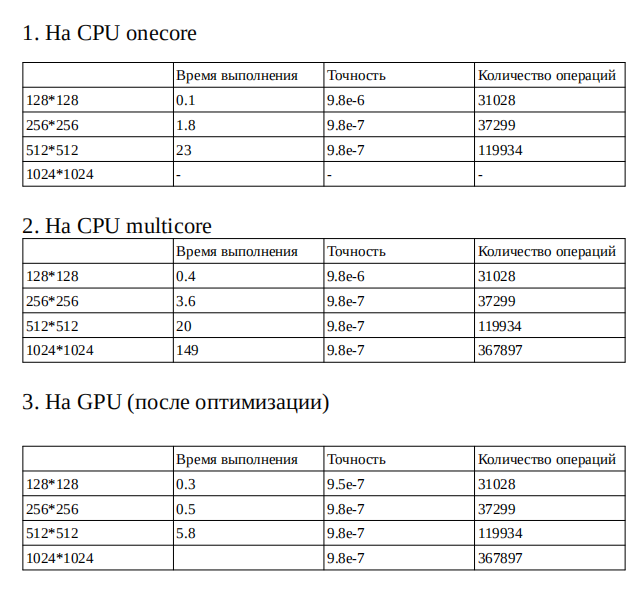 1. На CPU onecore
Время выполнения Точность Количество операций
128*128 0.1 9.8e-6 31028
256*256 1.8 9.8e-7 37299
512*512 23 9.8e-7 119934
1024*1024 - - -
2. На CPU multicore
Время выполнения Точность Количество операций
128*128 0.4 9.8e-6 31028
256*256 3.6 9.8e-7 37299
512*512 20 9.8e-7 119934
1024*1024 149 9.8e-7 367897
3. На GPU (после оптимизации)
Время выполнения Точность Количество операций
128*128 0.3 9.5e-7 31028
256*256 0.5 9.8e-7 37299
512*512 5.8 9.8e-7 119934
1024*1024 9.8e-7 367897